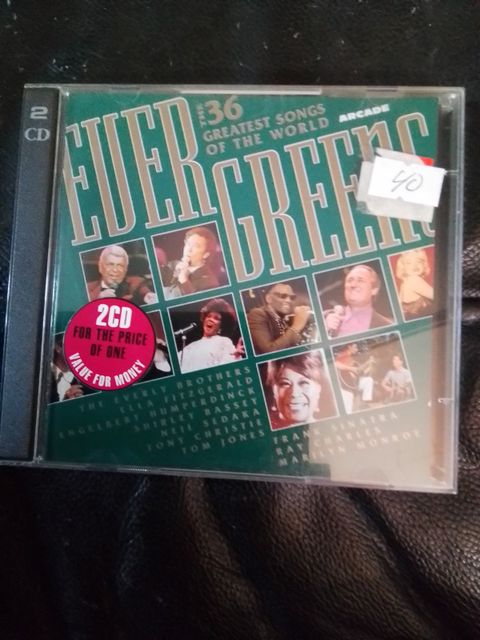 2
CD
EVER
GREENS
THE 36
GREATEST SONGS
OF THE WORLD
ARCADE
40
2CD
FOR THE PRICE
OF ONE
VALUE FOR MONEY
THE EVERLY BROTHERS
ELLA FITZGERALD
ENGELBERT HUMPERDINCK
SHIRLEY BASSEY
NEIL SEDAKA
TONY CHRISTIE
TOM JONES
FRANK SINATRA
RAY CHARLES
MARILYN MONROE